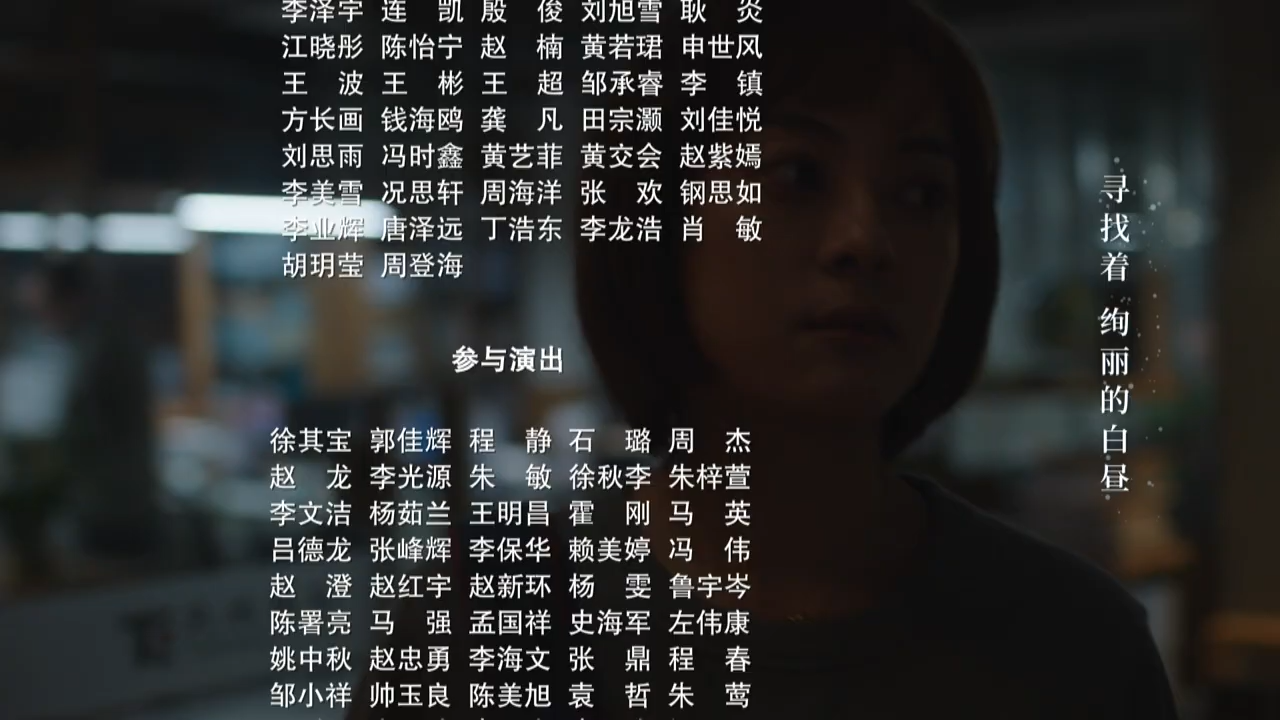 李泽宇 连凯 殷俊 刘旭雪 耿炎
江晓彤 陈怡宁 赵楠 黄若珺 申世风
王波 王彬 王超 邹承睿 李镇
方长画 钱海鸥 龚凡 田宗灏 刘佳悦
刘思雨 冯时鑫 黄艺菲 黄交会 赵紫嫣
李美雪 况思轩 周海洋 张欢 钢思如
李业辉 唐泽远 丁浩东 李龙浩 肖敏
胡玥莹 周登海
参与演出
徐其宝 郭佳辉 程静 石璐 周杰
赵龙 李光源 朱敏 徐秋李 朱梓萱
李文洁 杨茹兰 王明昌 霍刚 马英
吕德龙 张峰辉 李保华 赖美婷 冯伟
赵澄 赵红宇 赵新环 杨雯 鲁宇岑
陈署亮 马强 孟国祥 史海军 左伟康
姚中秋 赵忠勇 李海文 张鼎 程春
邹小祥 帅玉良 陈美旭 袁哲 朱莺
寻找着 绚丽的白昼